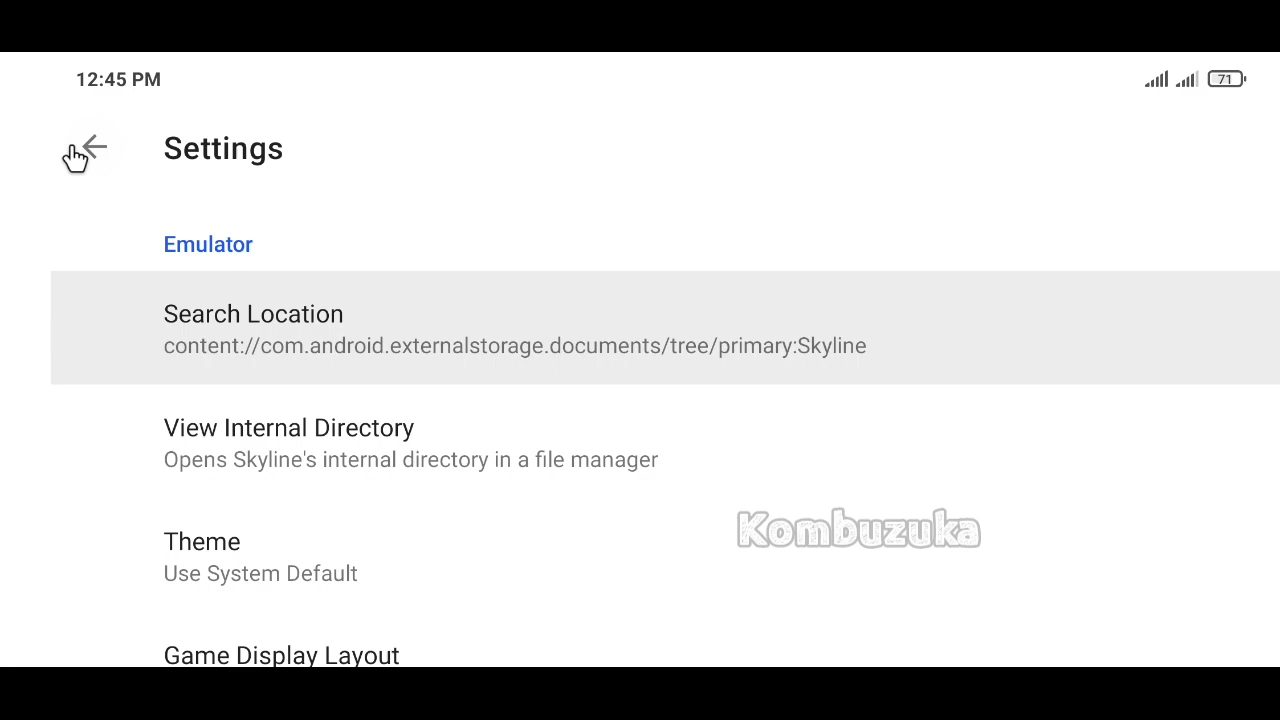 12:45 PM
71
Settings
Emulator
Search Location
content://com.android.externalstorage.documents/tree/primary:Skyline
View Internal Directory
Opens Skyline's internal directory in a file manager
Kombuzuka
Theme
Use System Default
Game Display Layout